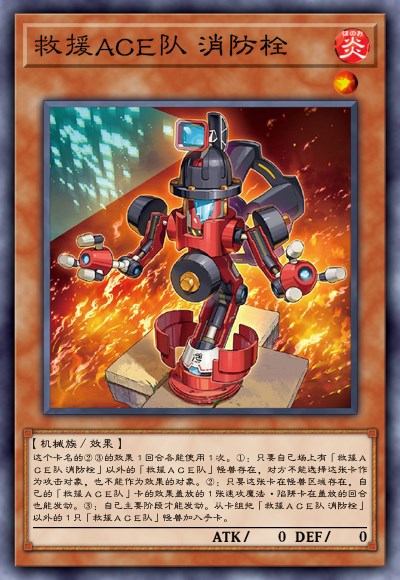 救援ACE队 消防栓
ほのお
炎
【机械族／效果】
这个卡名的②③的效果1回合各能使用1次。①：只要自己场上有「救援A
CE队 消防栓」以外的「救援ACE队」怪兽存在，对方不能选择这张卡作
为攻击对象，也不能作为效果的对象。②：只要这张卡在怪兽区域存在，自
己的「救援ACE队」卡的效果盖放的1张速攻魔法·陷阱卡在盖放的回合
也能发动。③：自己主要阶段才能发动。从卡组把「救援ACE队 消防栓」
以外的1只「救援ACE队」怪兽加入手卡。
ATK/ 0 DEF/ 0